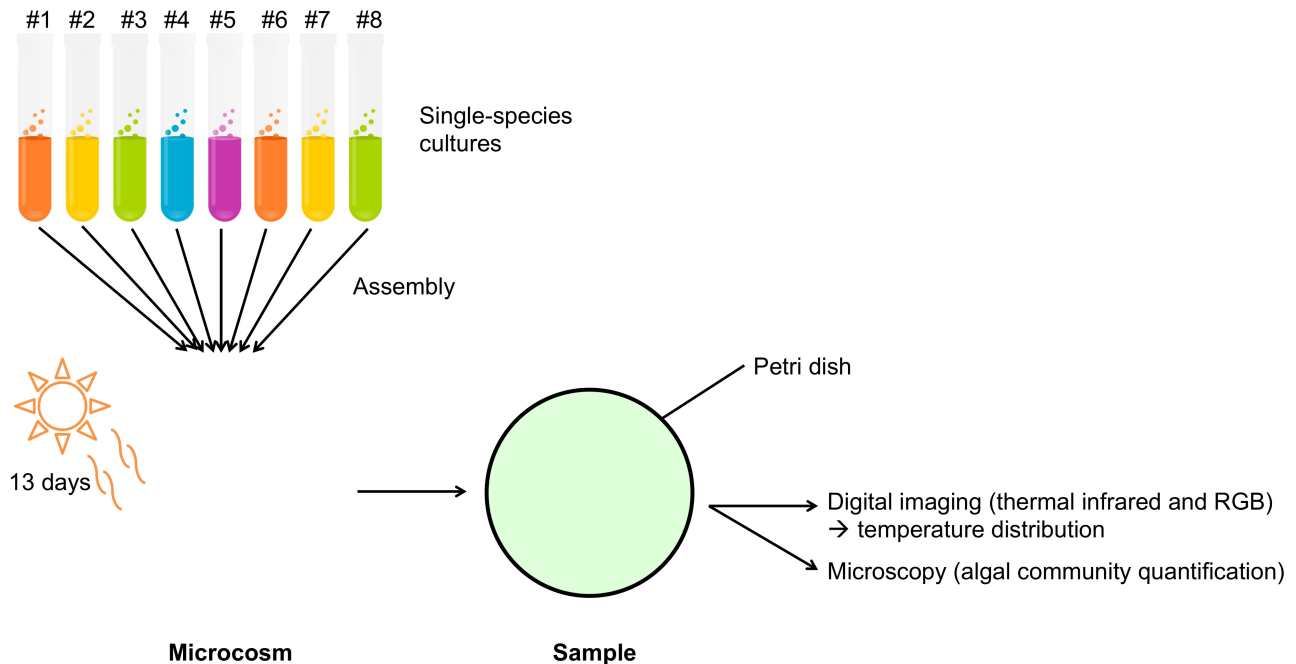 #1 #2 #3 #4 #5 #6 #7 #8
Single-species
cultures
Assembly
Petri dish
13 days
Digital imaging (thermal infrared and RGB)
→ temperature distribution
Microscopy (algal community quantification)
Microcosm
Sample